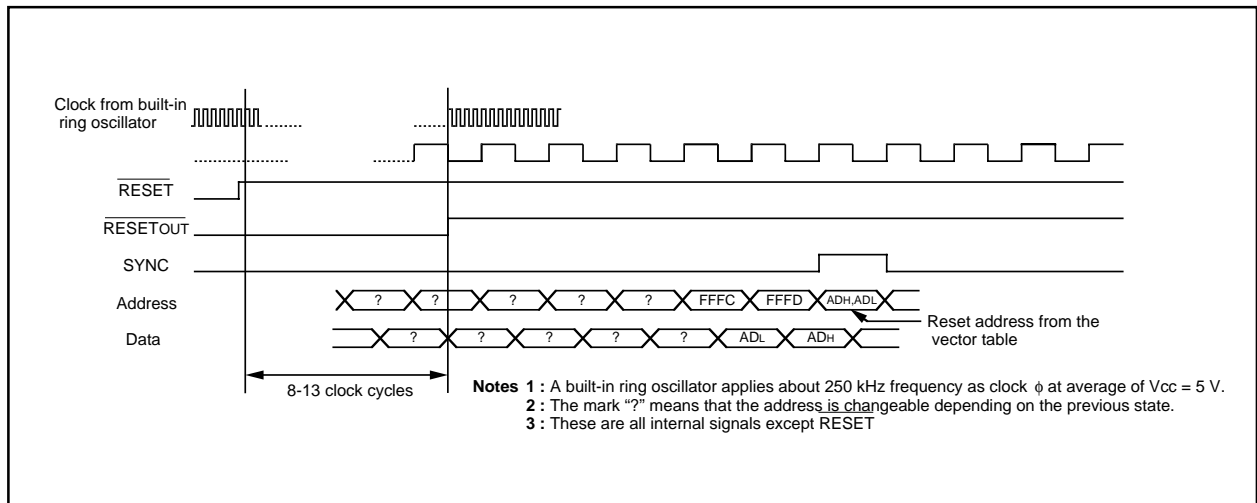 Clock from built-in
ring oscillator
RESET
RESETOUT
SYNC
Address
? ? ? ? ? FFFC FFFD ADH,ADL
Reset address from the
vector table
Data
? ? ? ? ? ADL ADH
8-13 clock cycles
Notes 1 : A built-in ring oscillator applies about 250 kHz frequency as clock ϕ at average of Vcc = 5 V.
2 : The mark “?” means that the address is changeable depending on the previous state.
3 : These are all internal signals except RESET